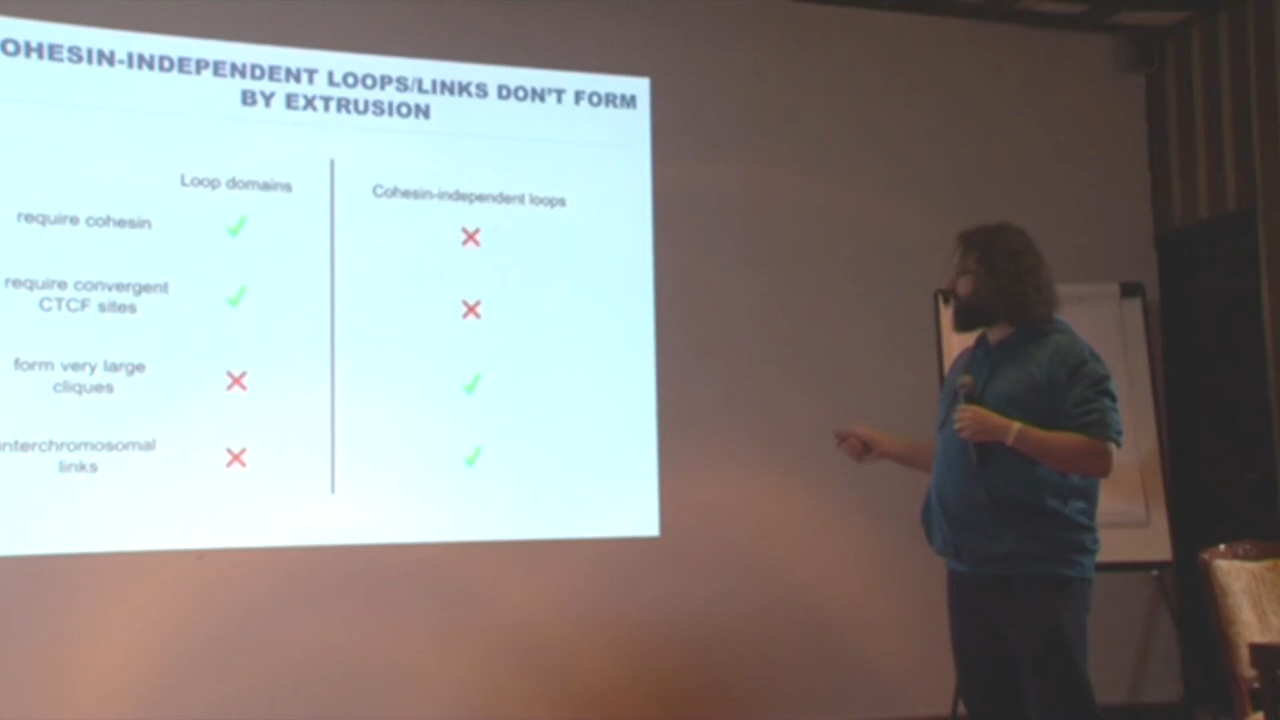 OHESIN-INDEPENDENT LOOPS/LINKS DON'T FORM
BY EXTRUSION
Loop domains
Cohesin-independent loops
require cohesin
require convergent
CTCF sites
form very large
cliques
interchromosomal
links